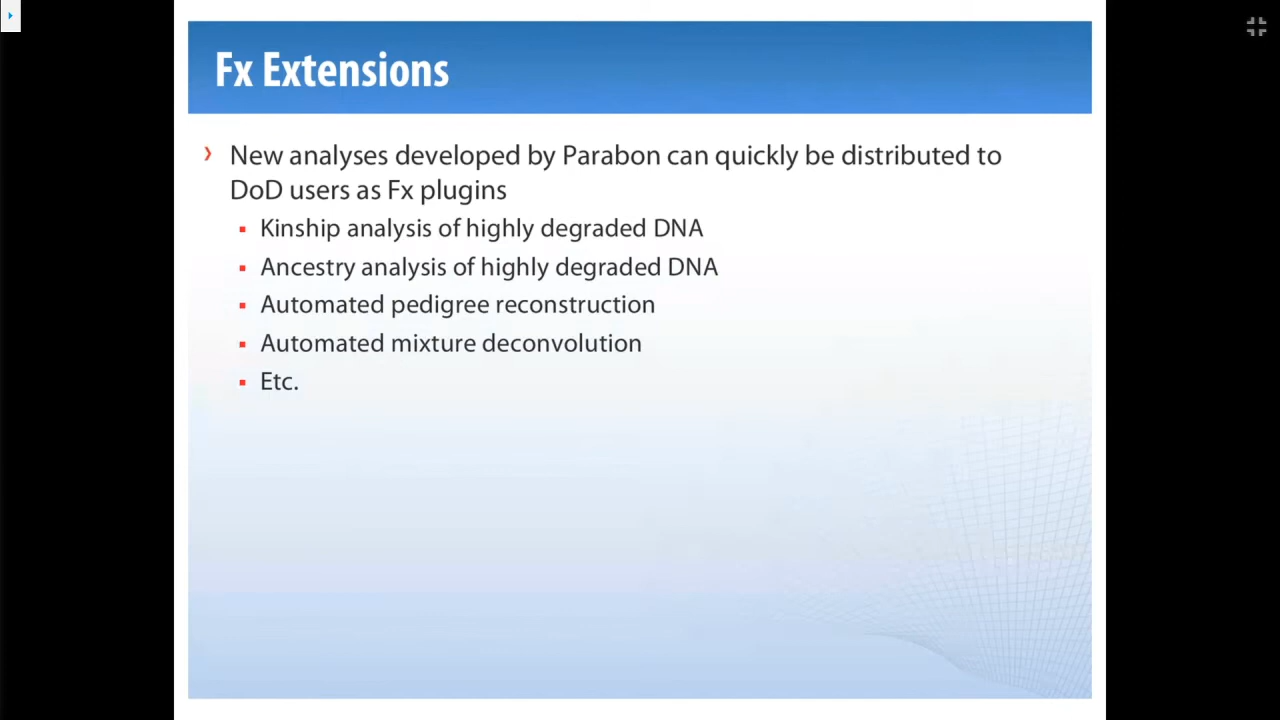 Fx Extensions
New analyses developed by Parabon can quickly be distributed to
DoD users as Fx plugins
Kinship analysis of highly degraded DNA
Ancestry analysis of highly degraded DNA
Automated pedigree reconstruction
Automated mixture deconvolution
Etc.